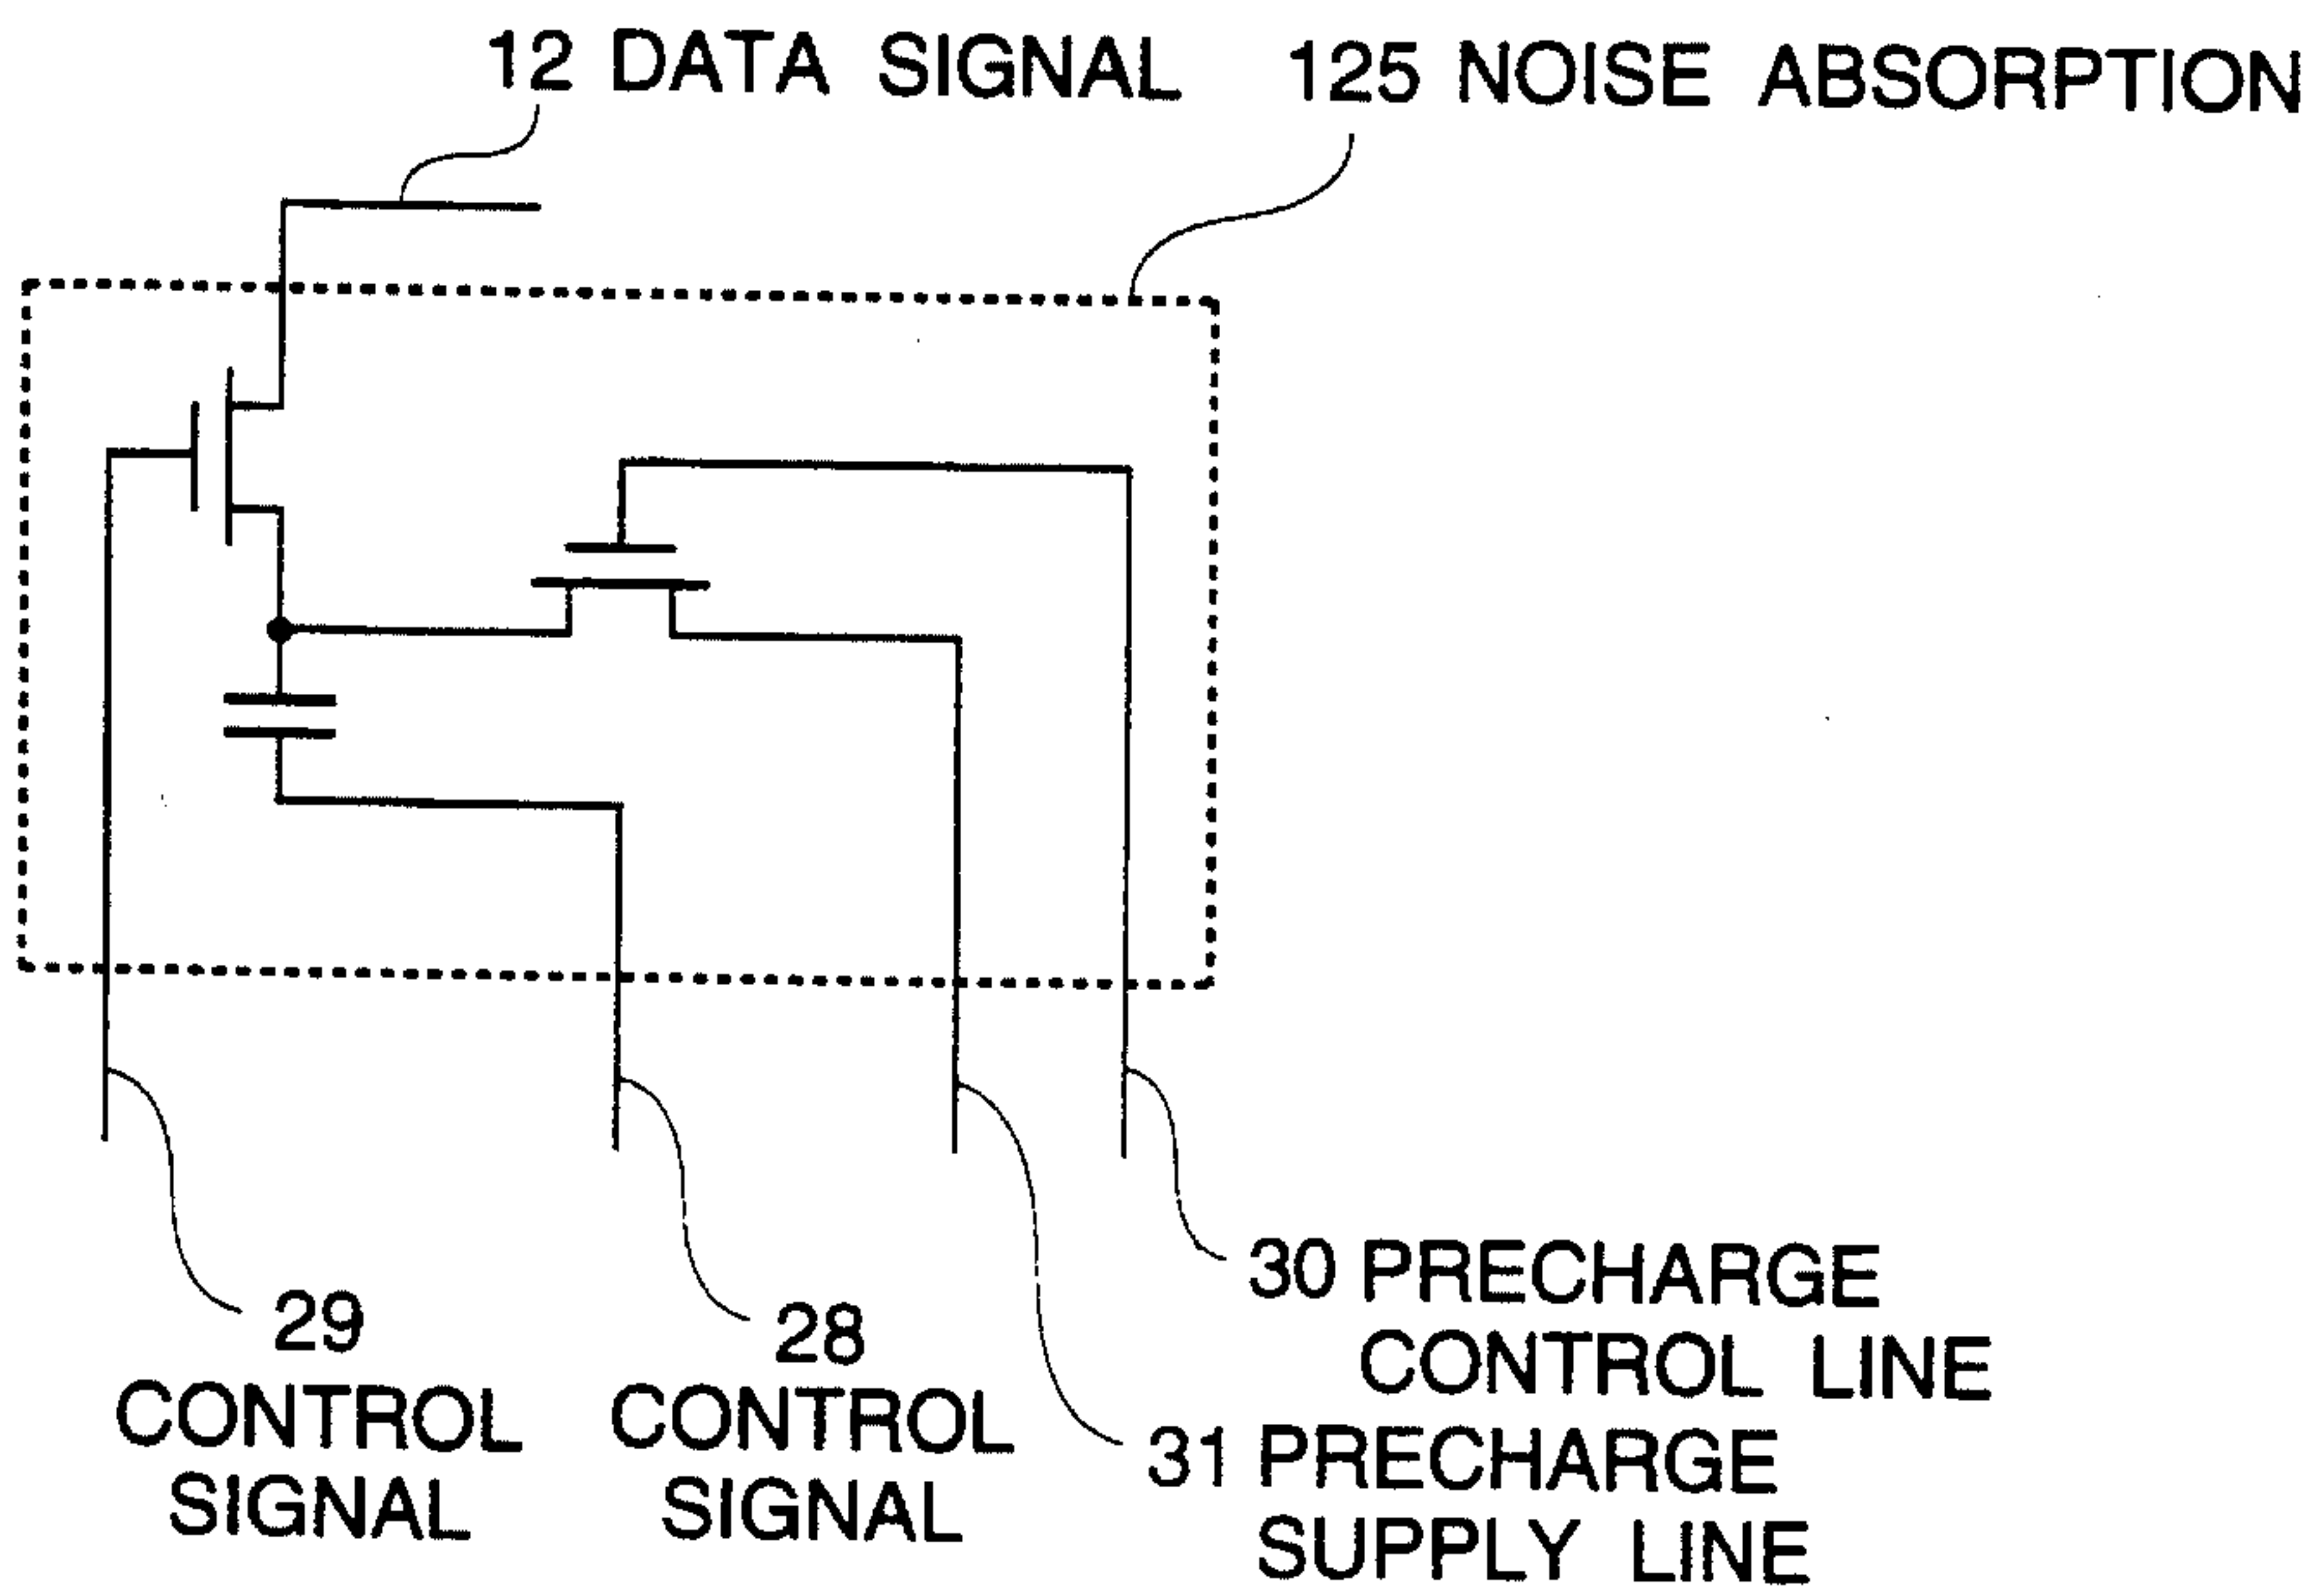 12 DATA SIGNAL
125 NOISE ABSORPTION
29
CONTROL
SIGNAL
28
CONTROL
SIGNAL
30 PRECHARGE
CONTROL LINE
31 PRECHARGE
SUPPLY LINE